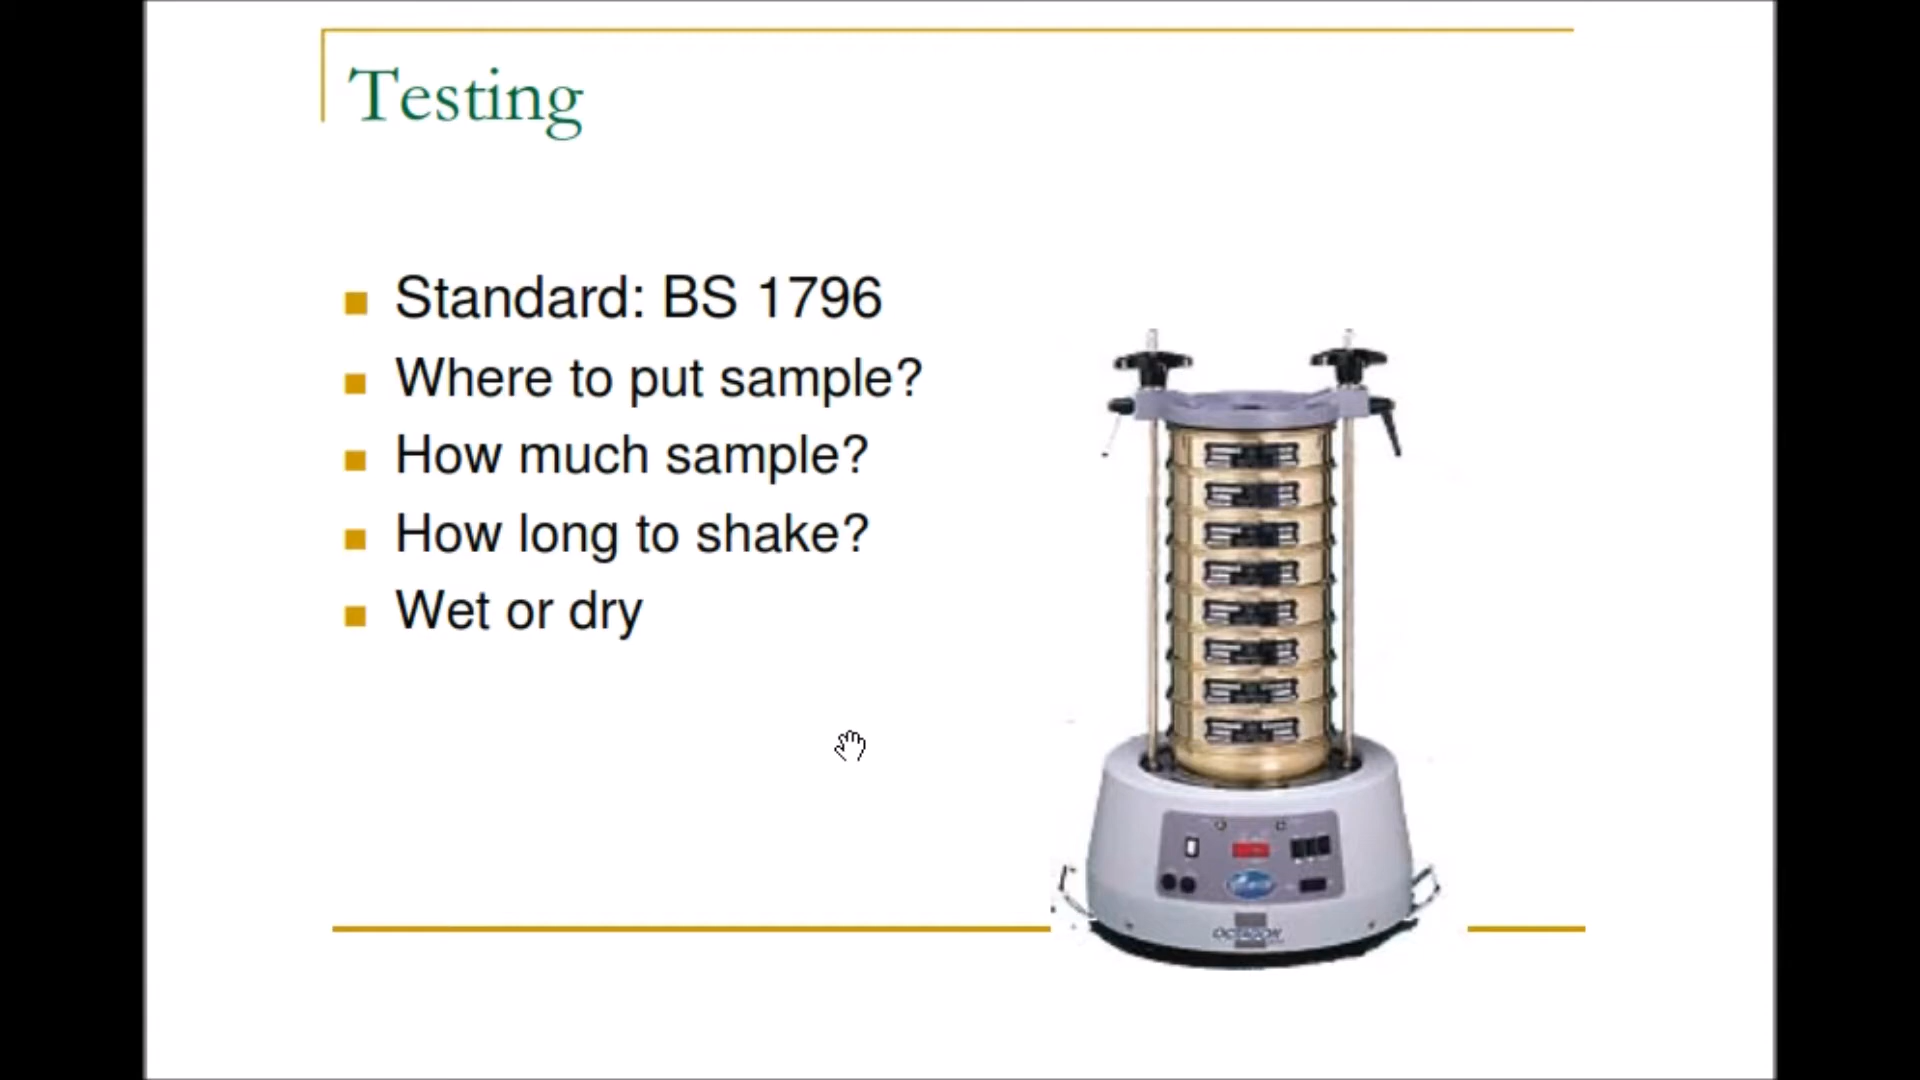 Testing
Standard: BS 1796
Where to put sample?
How much sample?
How long to shake?
Wet or dry